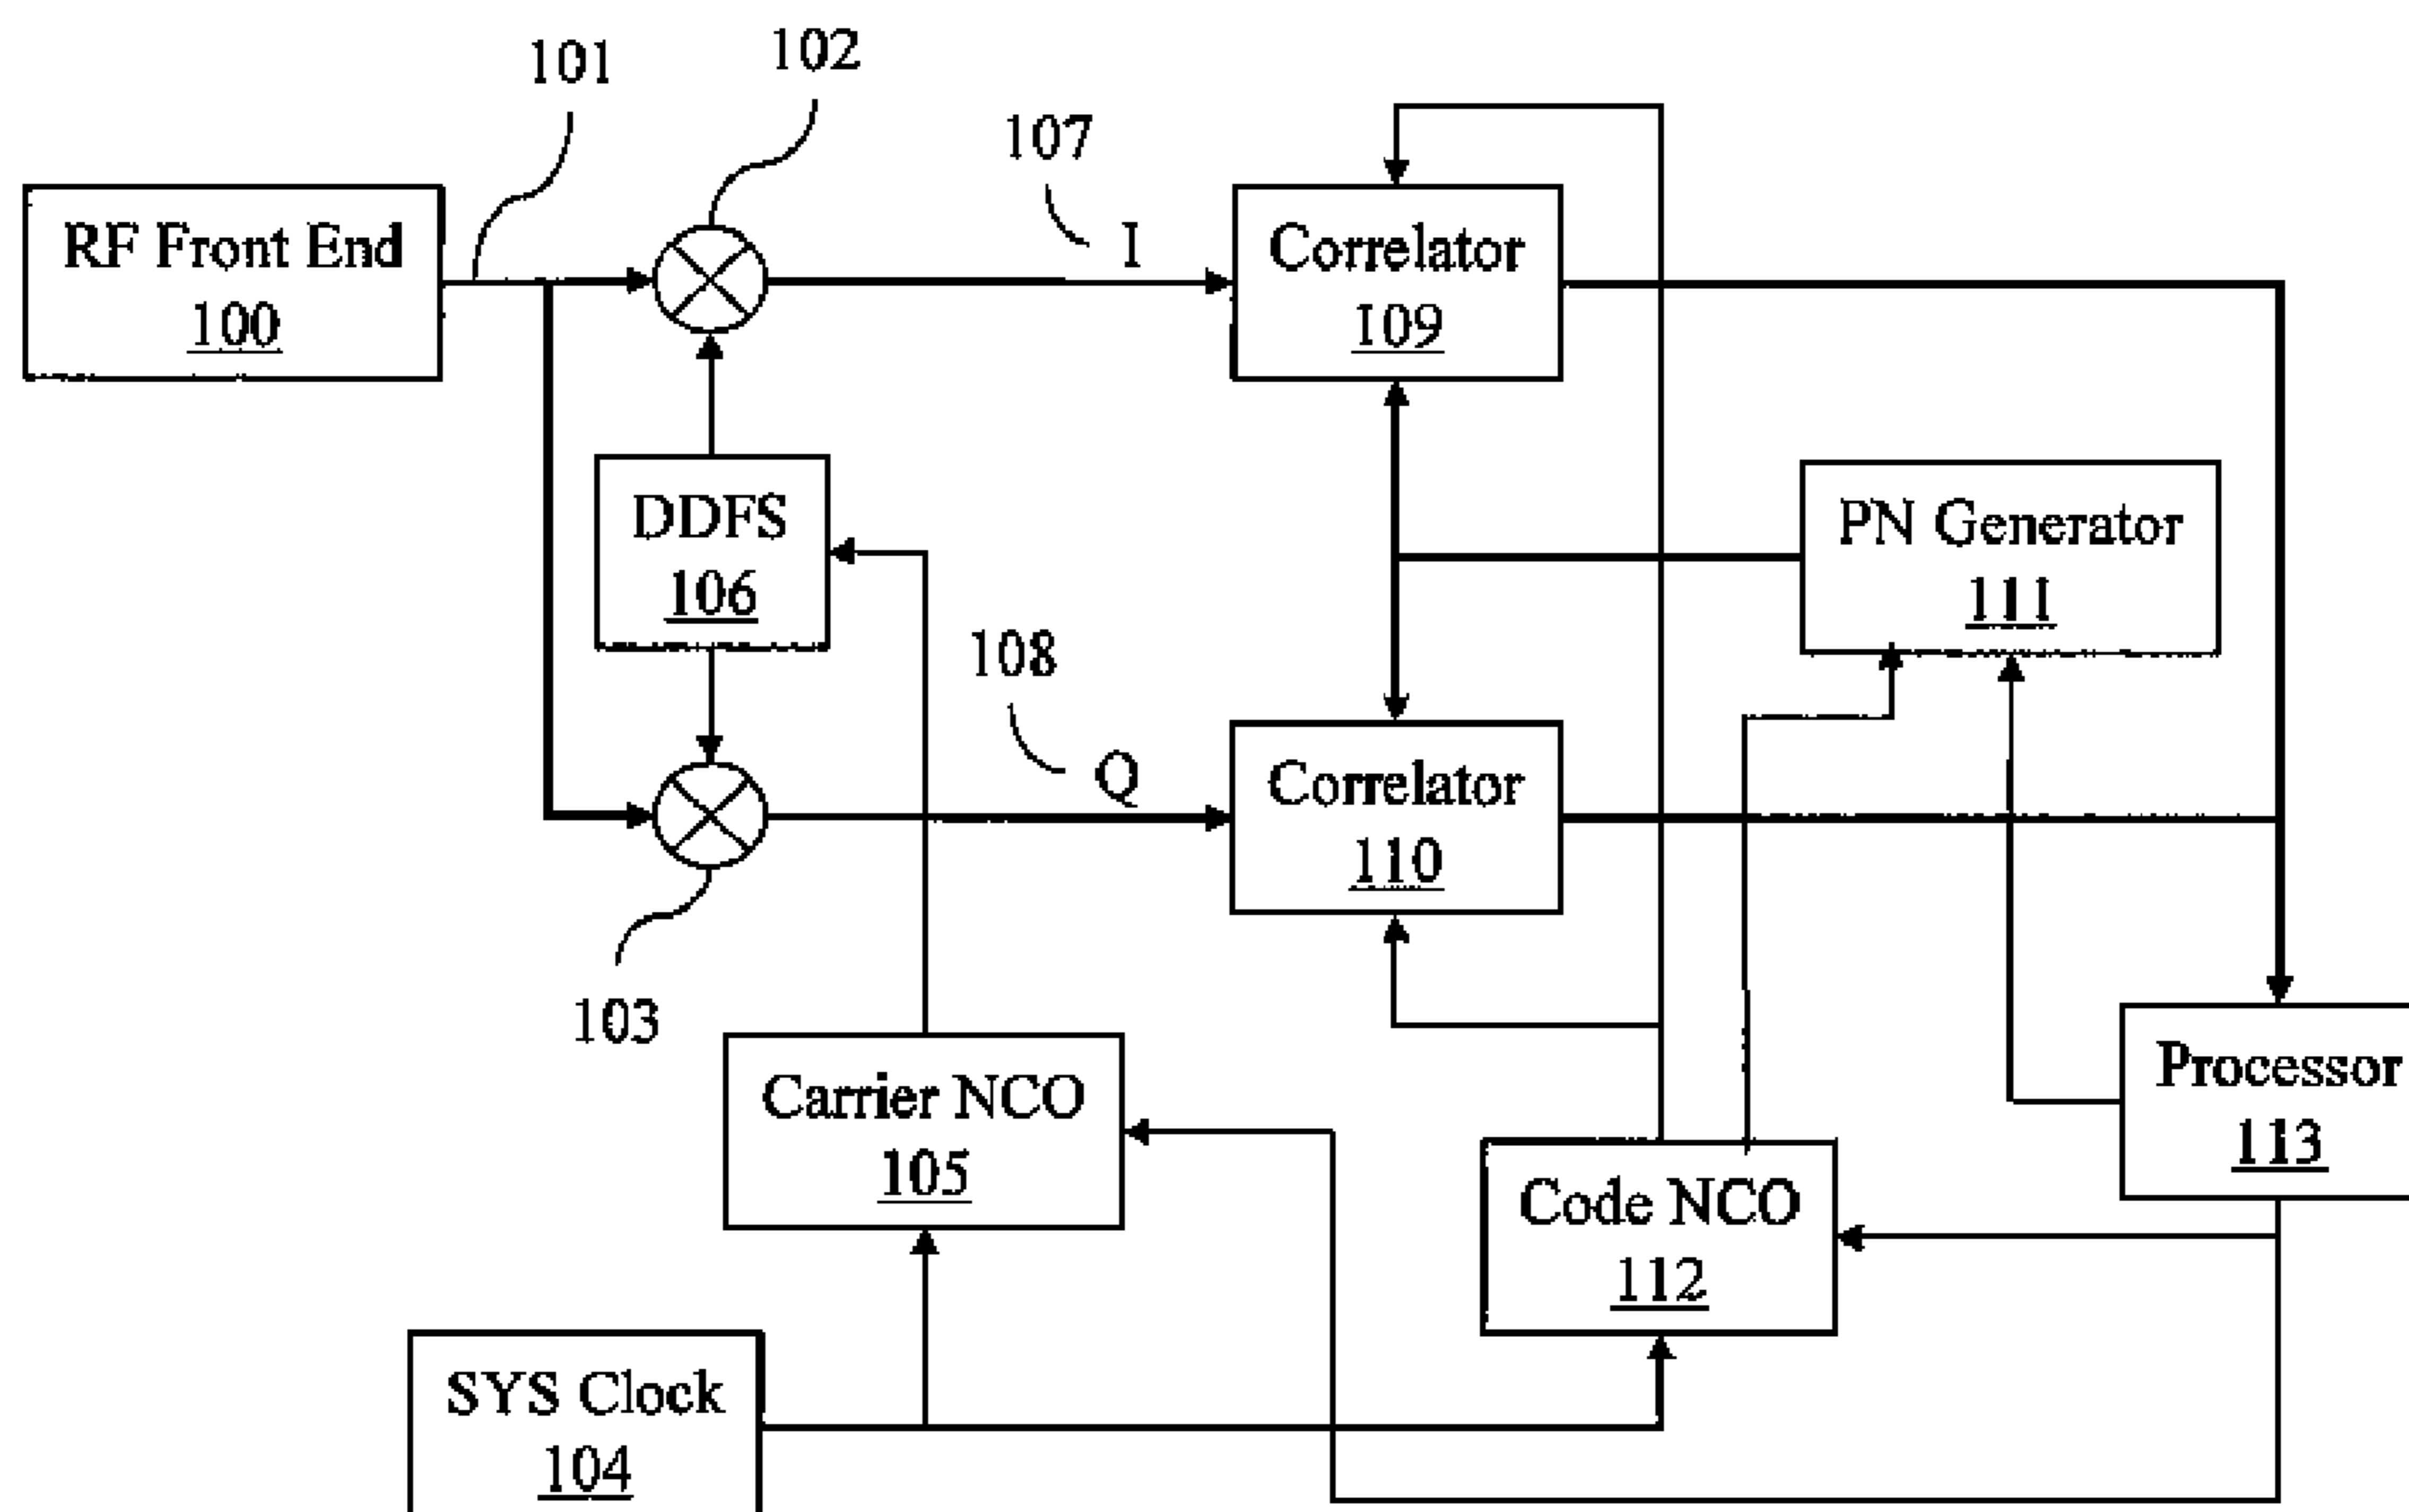 101
102
107
RF Front End
100
I
Correlator
109
DDFS
106
PN Generator
111
108
Q
Correlator
110
103
Carrier NCO
105
Processor
113
Code NCO
112
SYS Clock
104